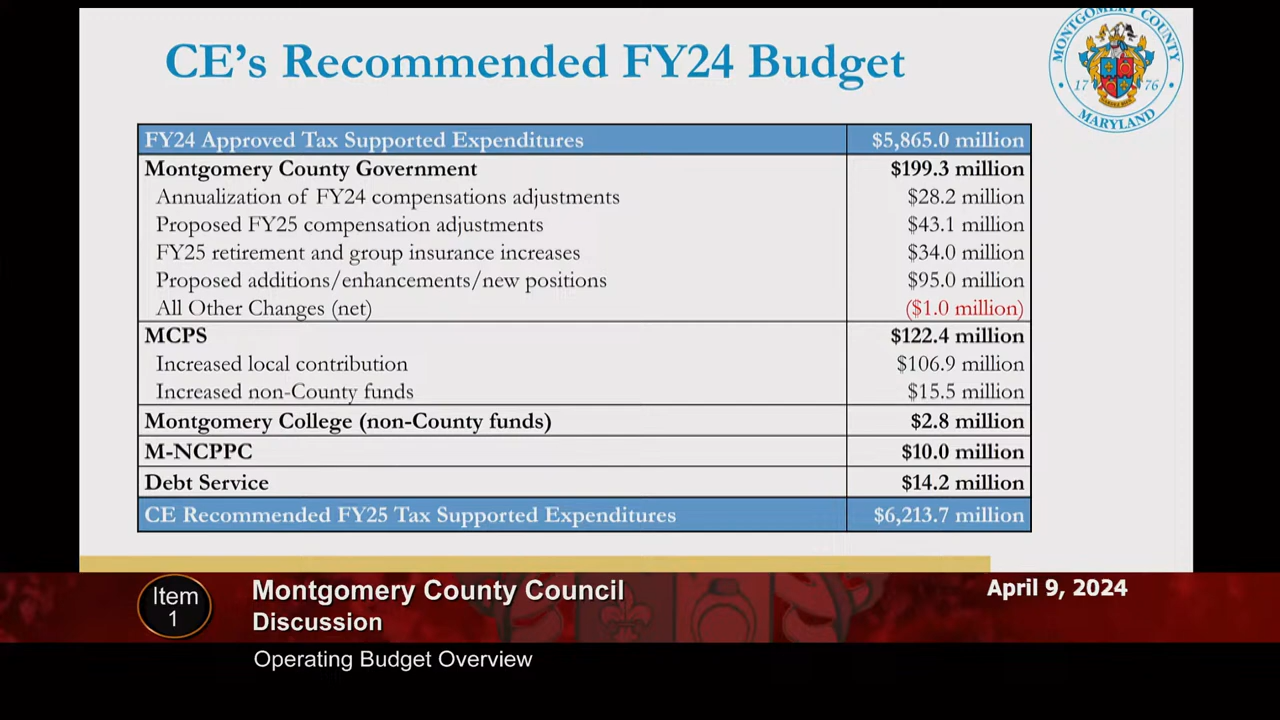 CE's Recommended FY24 Budget
MONTGOMERY COUNTY
17 76
MARYLAND
FY24 Approved Tax Supported Expenditures $5,865.0 million
Montgomery County Government $199.3 million
Annualization of FY24 compensations adjustments $28.2 million
Proposed FY25 compensation adjustments $43.1 million
FY25 retirement and group insurance increases $34.0 million
Proposed additions/enhancements/new positions $95.0 million
All Other Changes (net) ($1.0 million)
MCPS $122.4 million
Increased local contribution $106.9 million
Increased non-County funds $15.5 million
Montgomery College (non-County funds) $2.8 million
M-NCPPC $10.0 million
Debt Service $14.2 million
CE Recommended FY25 Tax Supported Expenditures $6,213.7 million
Item
1
Montgomery County Council
Discussion
April 9, 2024
Operating Budget Overview